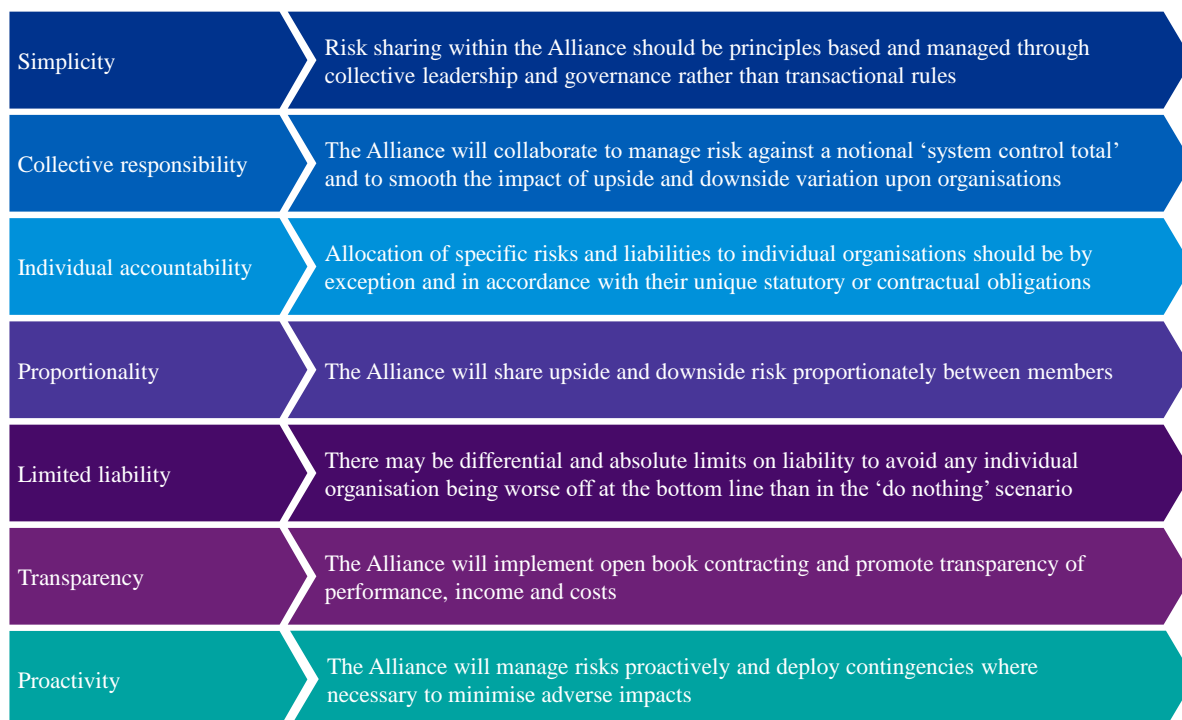 Simplicity
Risk sharing within the Alliance should be principles based and managed through
collective leadership and governance rather than transactional rules
Collective responsibility
The Alliance will collaborate to manage risk against a notional ‘system control total’
and to smooth the impact of upside and downside variation upon organisations
Individual accountability
Allocation of specific risks and liabilities to individual organisations should be by
exception and in accordance with their unique statutory or contractual obligations
Proportionality
The Alliance will share upside and downside risk proportionately between members
Limited liability
There may be differential and absolute limits on liability to avoid any individual
organisation being worse off at the bottom line than in the ‘do nothing’ scenario
Transparency
The Alliance will implement open book contracting and promote transparency of
performance, income and costs
Proactivity
The Alliance will manage risks proactively and deploy contingencies where
necessary to minimise adverse impacts